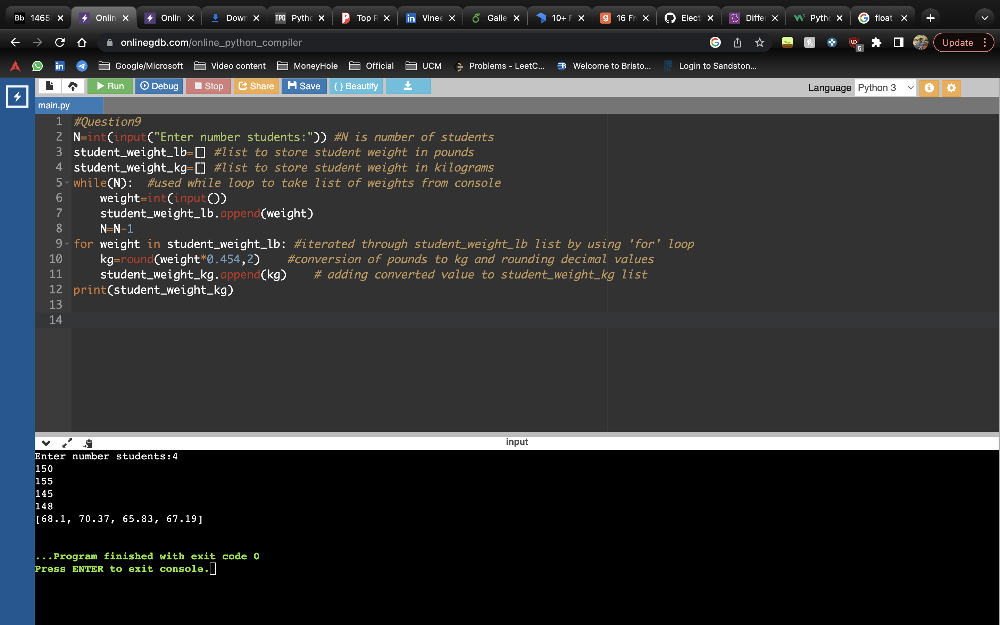 Bb 1465 Onlin Onlin Down TPG Pytho Top R in Vinee Galle 10+ F g 16 Fr Elect Differ Pytho float
onlinegdb.com/online_python_compiler 5 Update
in Google/Microsoft Video content MoneyHole Official UCM Problems - LeetC... Welcome to Bristo... Login to Sandston...
Run Debug Stop Share Save { } Beautify Language Python 3
main.py
1 #Question9
2 N=int(input("Enter number students:")) #N is number of students
3 student_weight_lb=[] #list to store student weight in pounds
4 student_weight_kg=[] #list to store student weight in kilograms
5 while(N):  #used while loop to take list of weights from console
6     weight=int(input())
7     student_weight_lb.append(weight)
8     N=N-1
9 for weight in student_weight_lb: #iterated through student_weight_lb list by using 'for' loop
10     kg=round(weight*0.454,2)    #conversion of pounds to kg and rounding decimal values
11     student_weight_kg.append(kg)    # adding converted value to student_weight_kg list
12 print(student_weight_kg)
13
14
input
Enter number students:4
150
155
145
148
[68.1, 70.37, 65.83, 67.19]
...Program finished with exit code 0
Press ENTER to exit console.